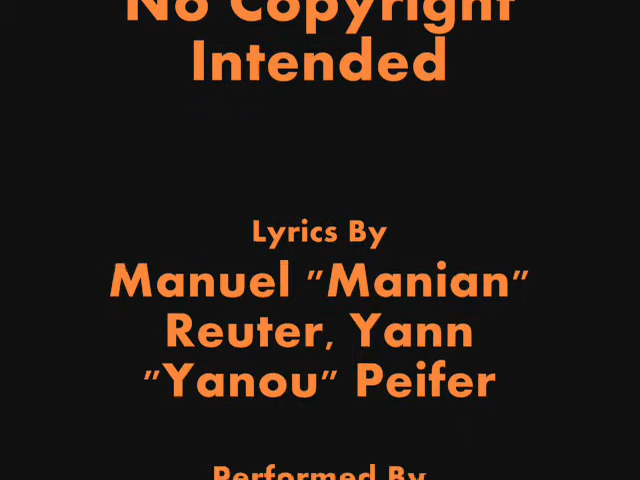 No Copyright
Intended
Lyrics By
Manuel "Manian"
Reuter, Yann
"Yanou" Peifer
Performed By